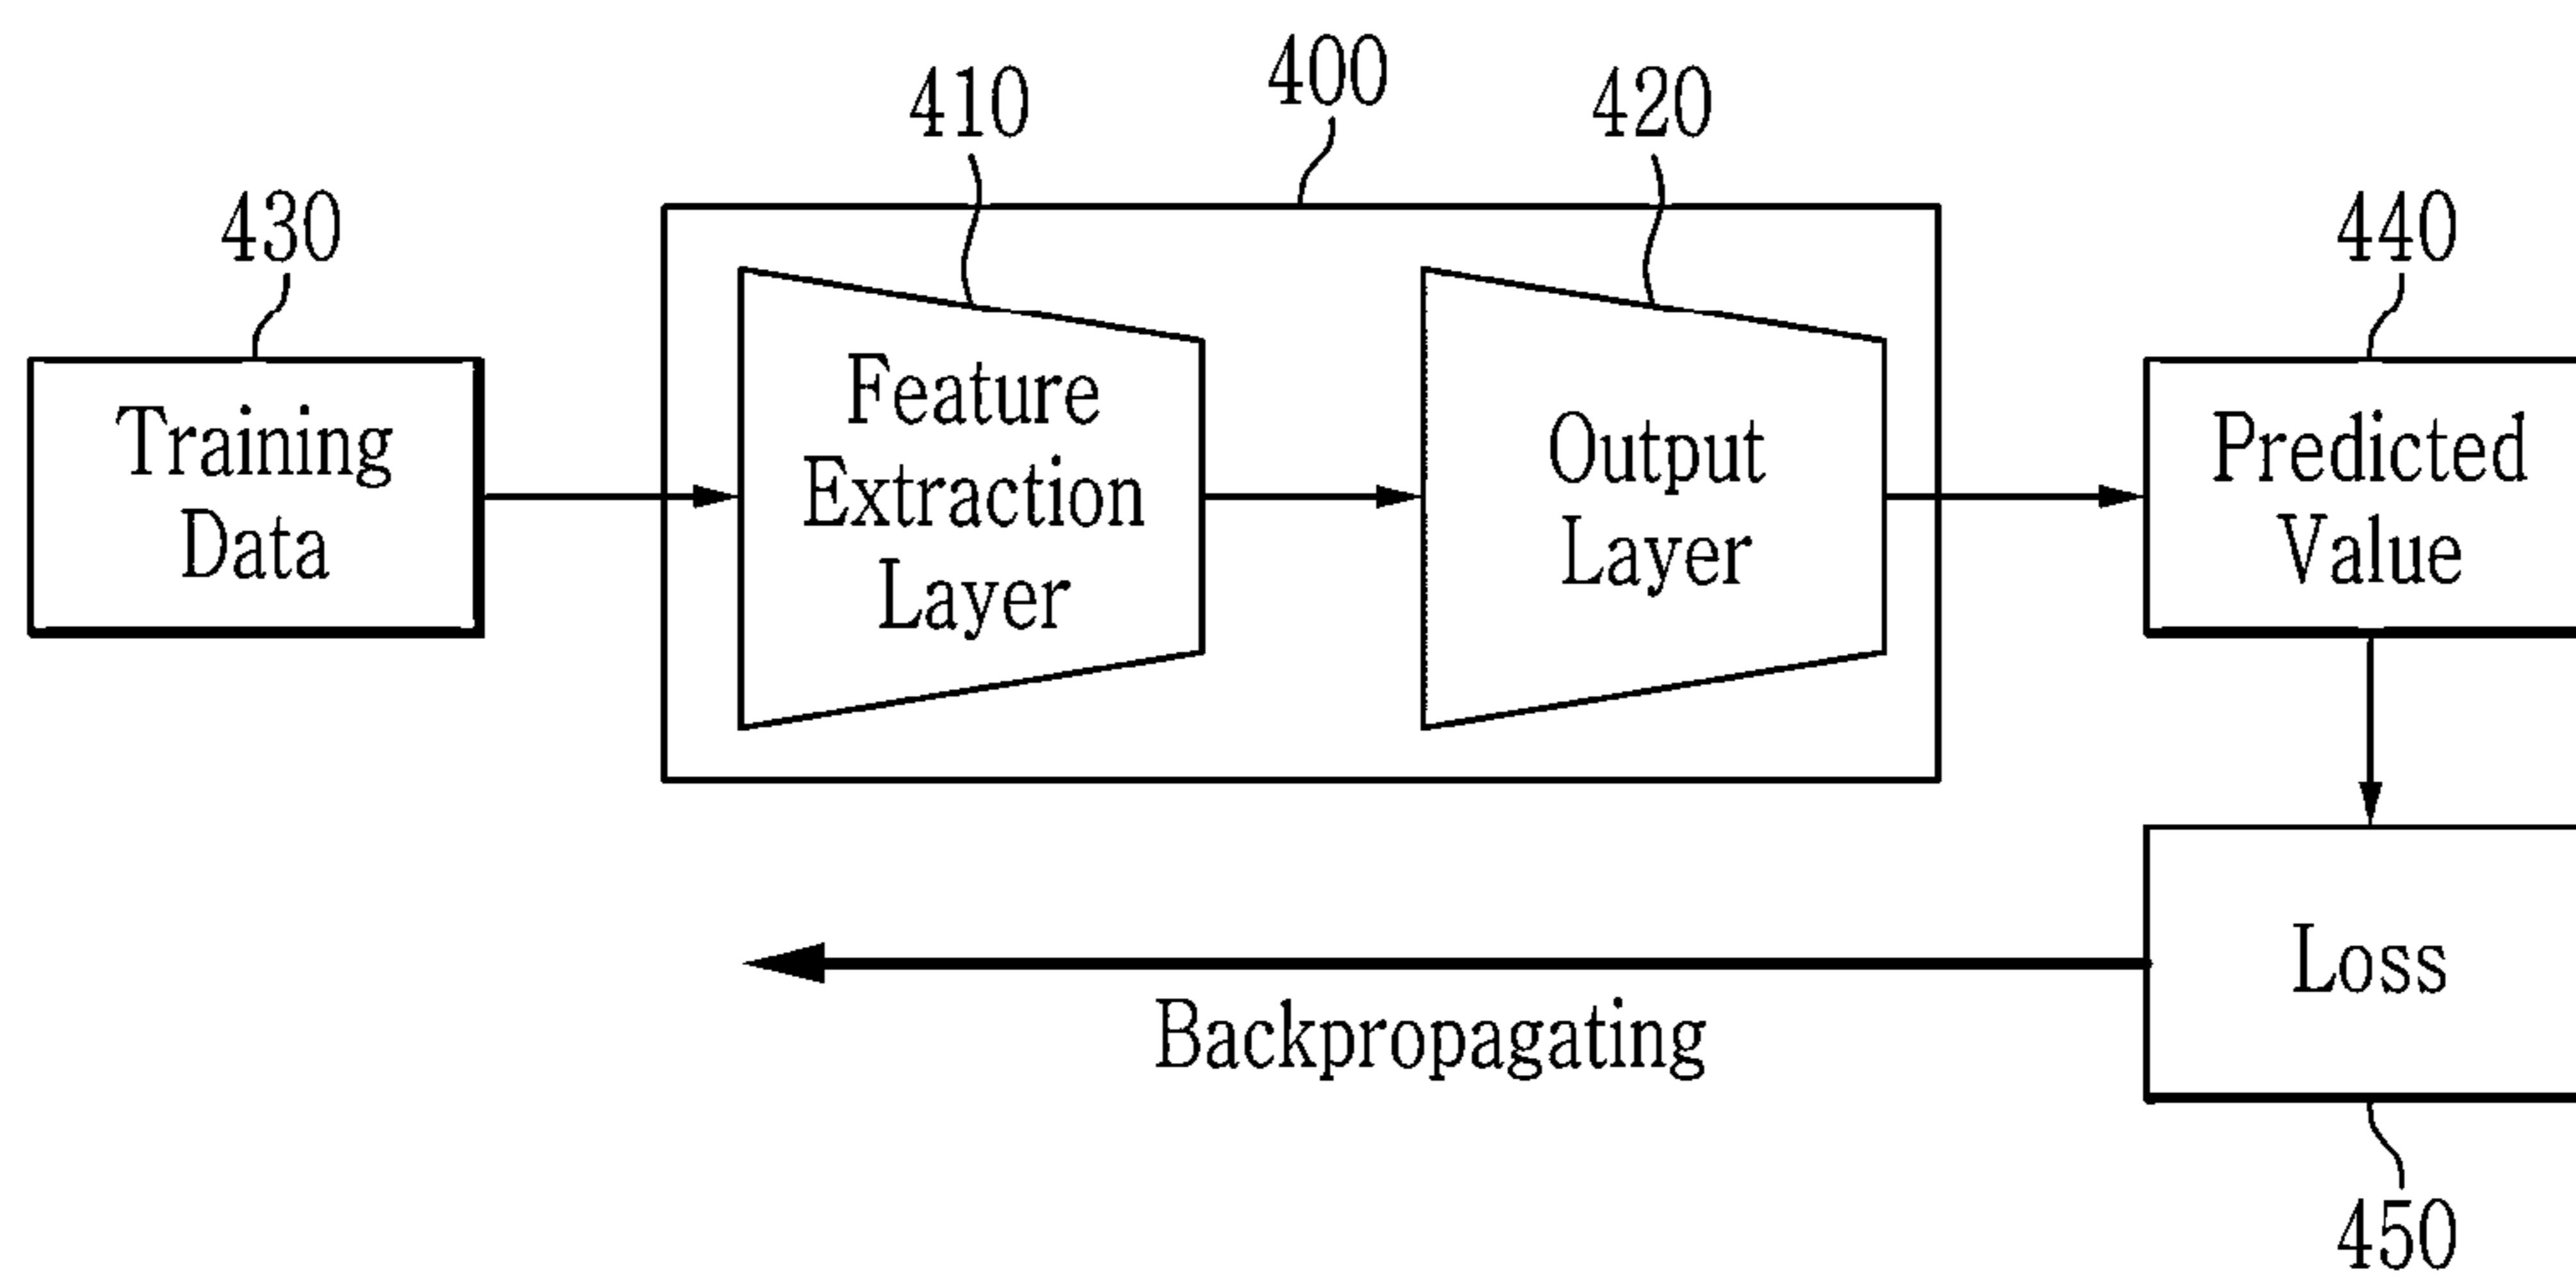 400
410
420
430
440
Training
Data
Feature
Extraction
Layer
Output
Layer
Predicted
Value
Loss
Backpropagating
450